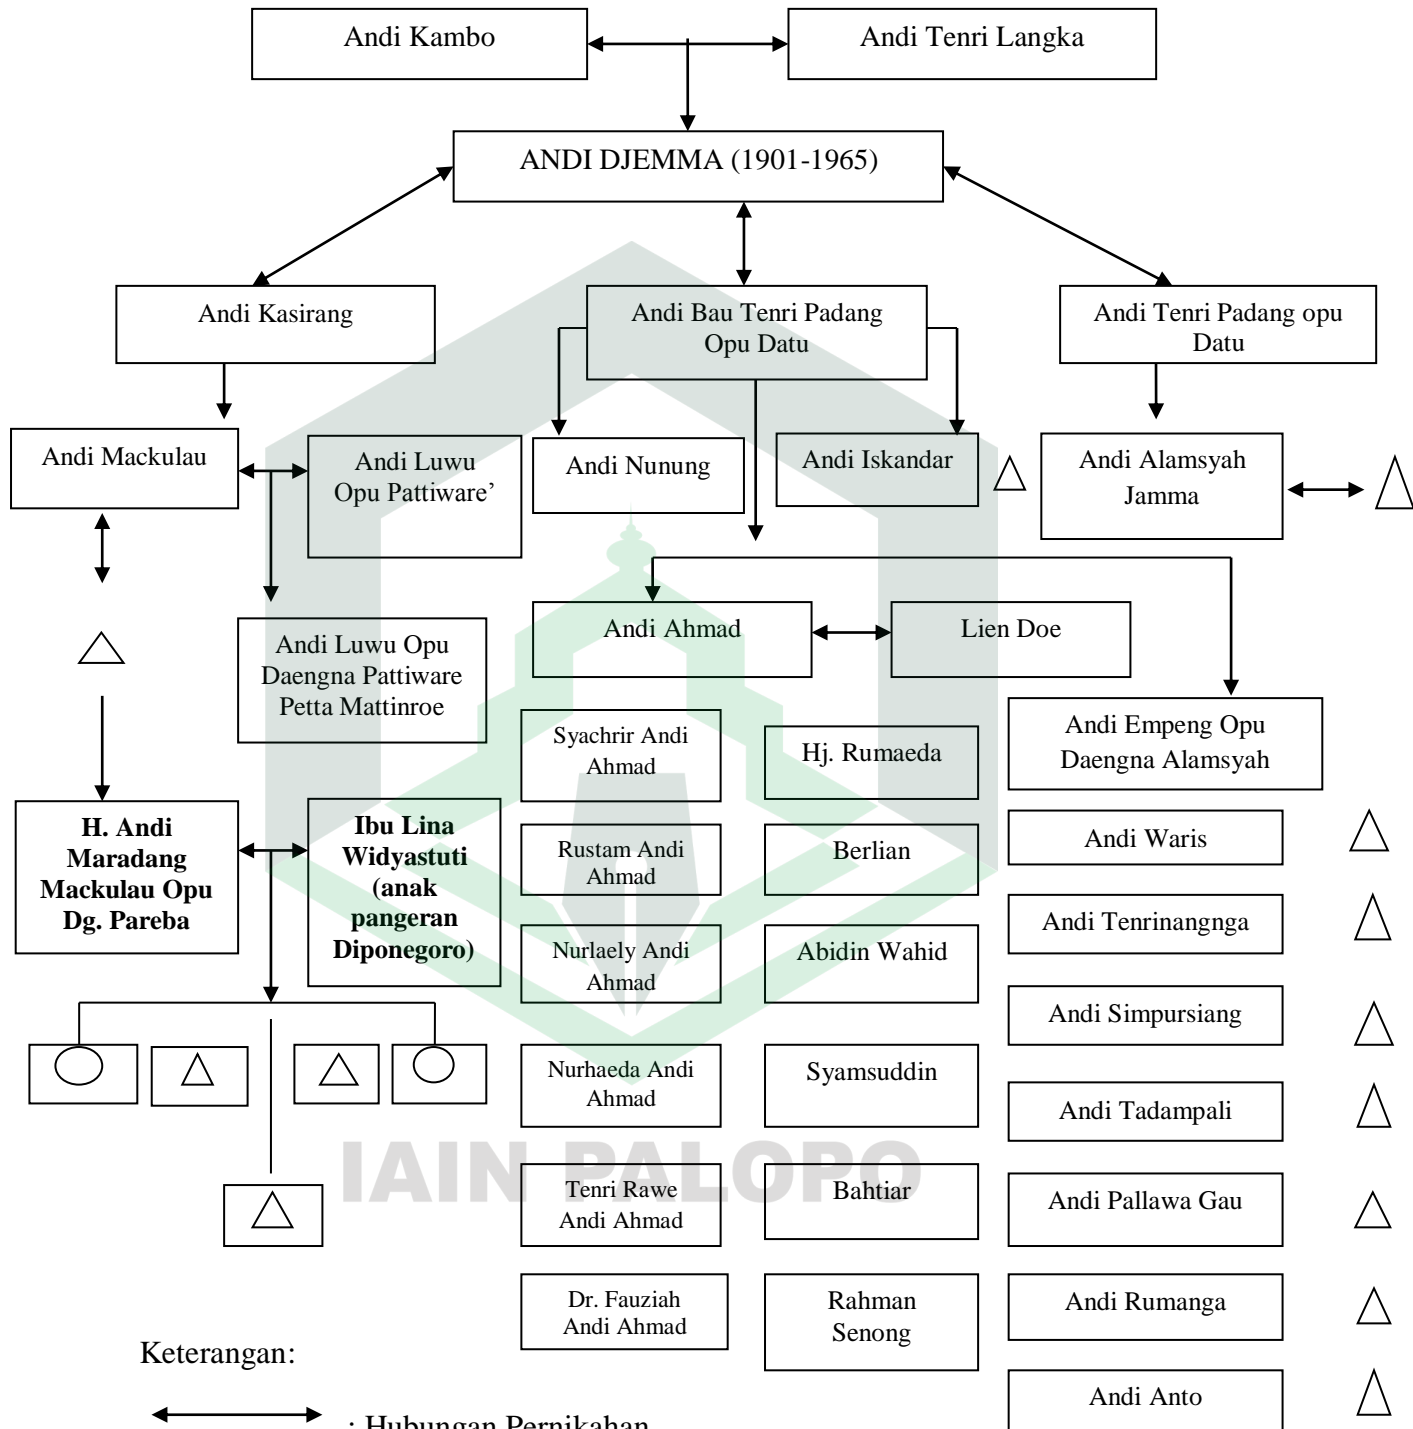 Andi Kambo
Andi Tenri Langka
ANDI DJEMMA (1901-1965)
Andi Kasirang
Andi Bau Tenri Padang
Opu Datu
Andi Tenri Padang opu
Datu
Andi Mackulau
Andi Luwu
Opu Pattiware’
Andi Nunung
Andi Iskandar
Andi Alamsyah
Jamma
Andi Luwu Opu
Daengna Pattiware
Petta Mattinroe
Andi Ahmad
Lien Doe
Andi Empeng Opu
Daengna Alamsyah
H. Andi
Maradang
Mackulau Opu
Dg. Pareba
Ibu Lina
Widyastuti
(anak
pangeran
Diponegoro)
Syachrir Andi
Ahmad
Hj. Rumaeda
Rustam Andi
Ahmad
Berlian
Nurlaely Andi
Ahmad
Abidin Wahid
Nurhaeda Andi
Ahmad
Syamsuddin
Tenri Rawe
Andi Ahmad
Bahtiar
Dr. Fauziah
Andi Ahmad
Rahman
Senong
Andi Waris
Andi Tenrinangnga
Andi Simpursiang
Andi Tadampali
Andi Pallawa Gau
Andi Rumanga
Andi Anto
IAIN PALOPO
Keterangan:
: Hubungan Pernikahan